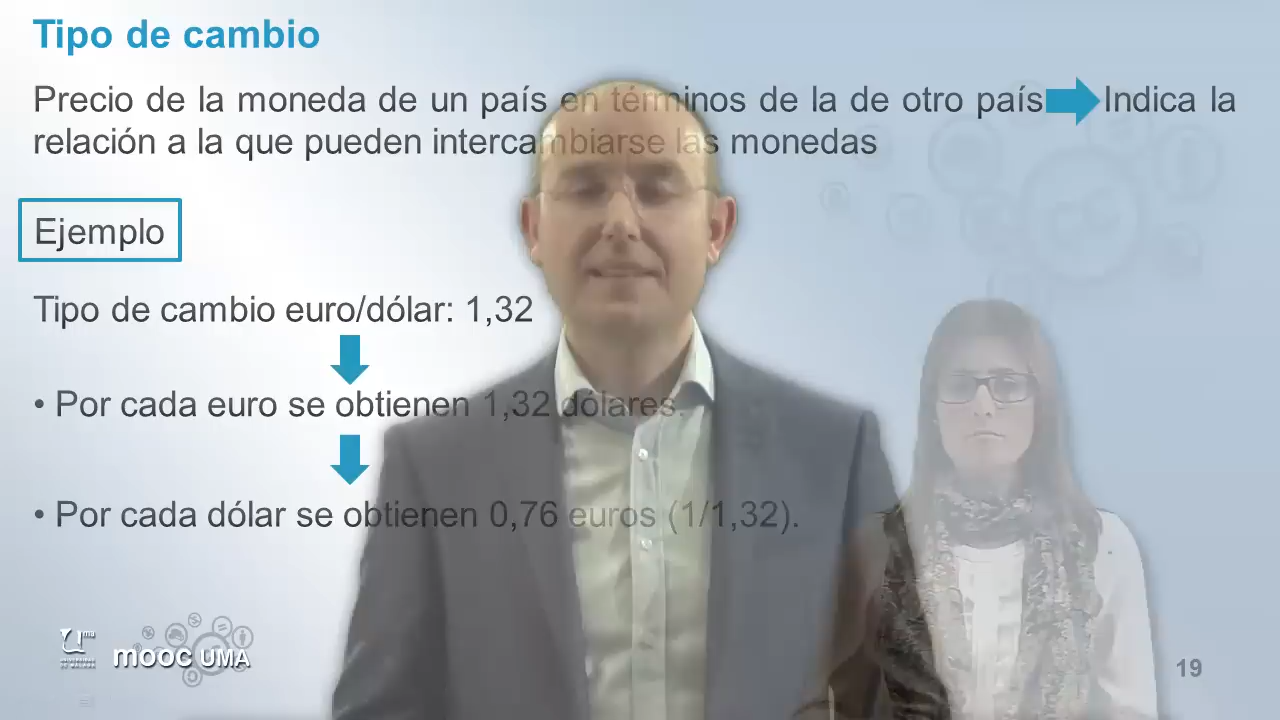 Tipo de cambio
Precio de la moneda de un país en términos de la de otro país Indica la
relación a la que pueden intercambiarse las monedas
Ejemplo
Tipo de cambio euro/dólar: 1,32
• Por cada euro se obtienen 1,32 dólares.
• Por cada dólar se obtienen 0,76 euros (1/1,32).
uma
mooc UMA
19